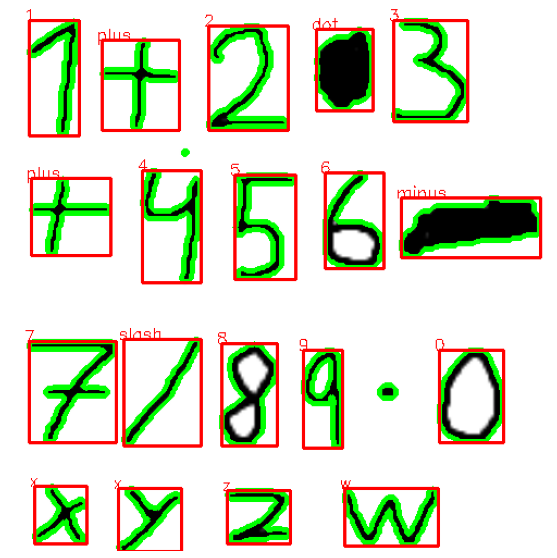 1 plus 2 dot 3
1 + 2 · 3
plus 4 5 6 minus
+ 4 5 6 -
7 slash 8 9 0
7 / 8 9 · 0
x x z w
x y z w